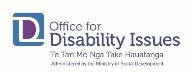 Office for
Disability Issues
Te Tari Mō Ngā Take Hauātanga
Administered by the Ministry of Social Development